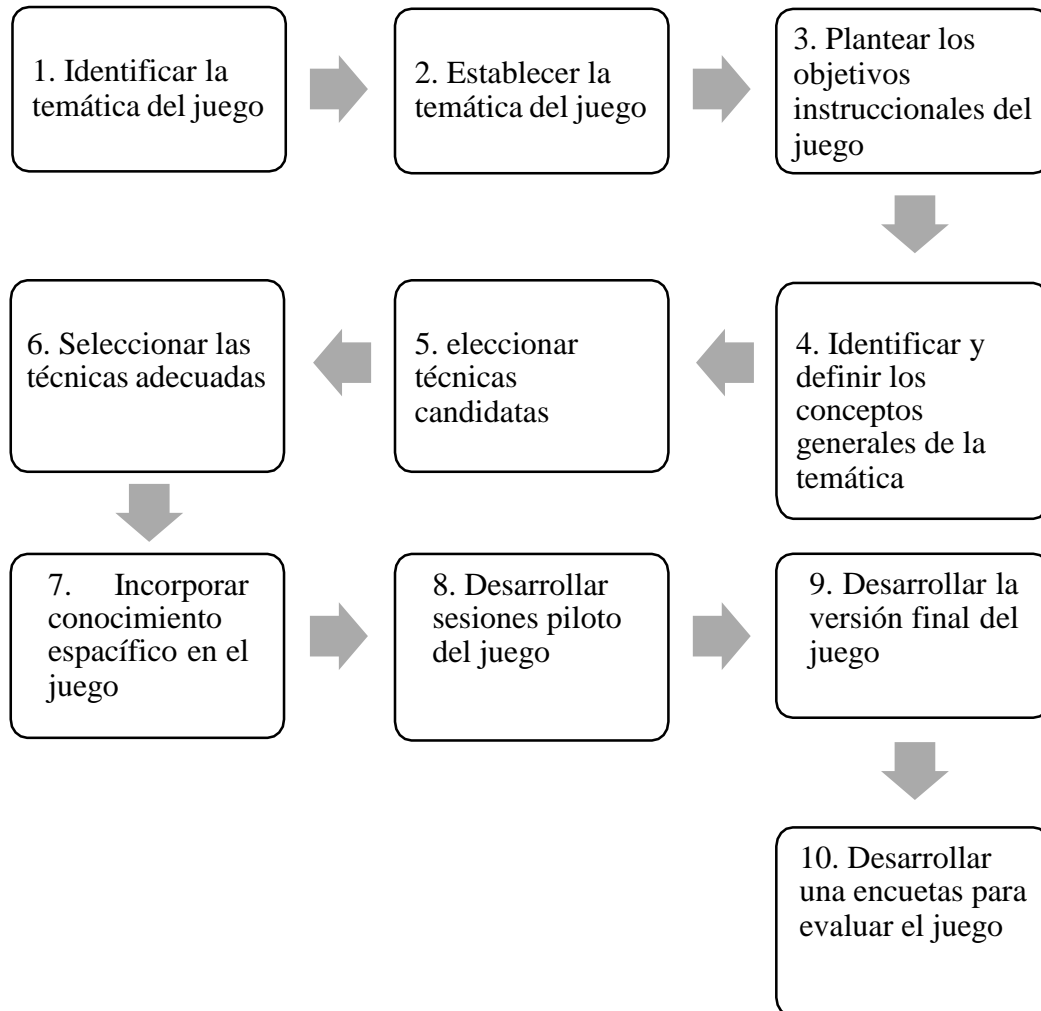 1. Identificar la
temática del juego
2. Establecer la
temática del juego
3. Plantear los
objetivos
instruccionales del
juego
4. Identificar y
definir los
conceptos
generales de la
temática
5. eleccionar
técnicas
candidatas
6. Seleccionar las
técnicas adecuadas
7. Incorporar
conocimiento
espacífico en el
juego
8. Desarrollar
sesiones piloto
del juego
9. Desarrollar la
versión final del
juego
10. Desarrollar
una encuetas para
evaluar el juego